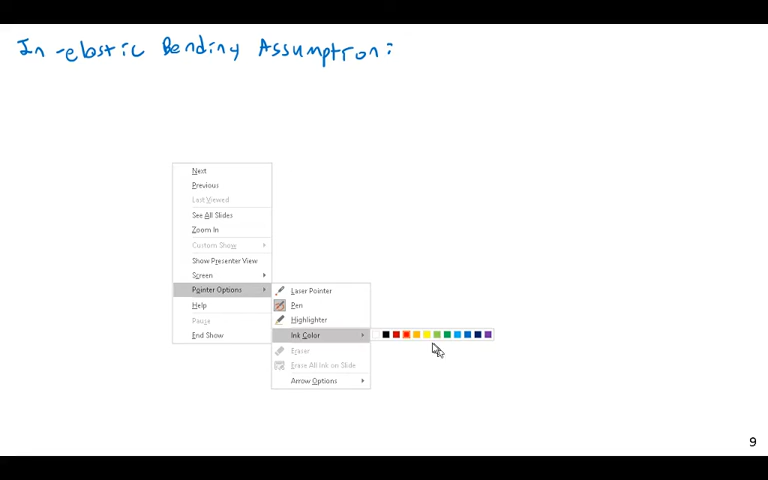 In-elastic Bending Assumption:
Next
Previous
Last Viewed
See All Slides
Zoom In
Custom Show
Show Presenter View
Screen
Pointer Options
Help
Pause
End Show
Laser Pointer
Pen
Highlighter
Ink Color
Eraser
Erase All Ink on Slide
Arrow Options
9